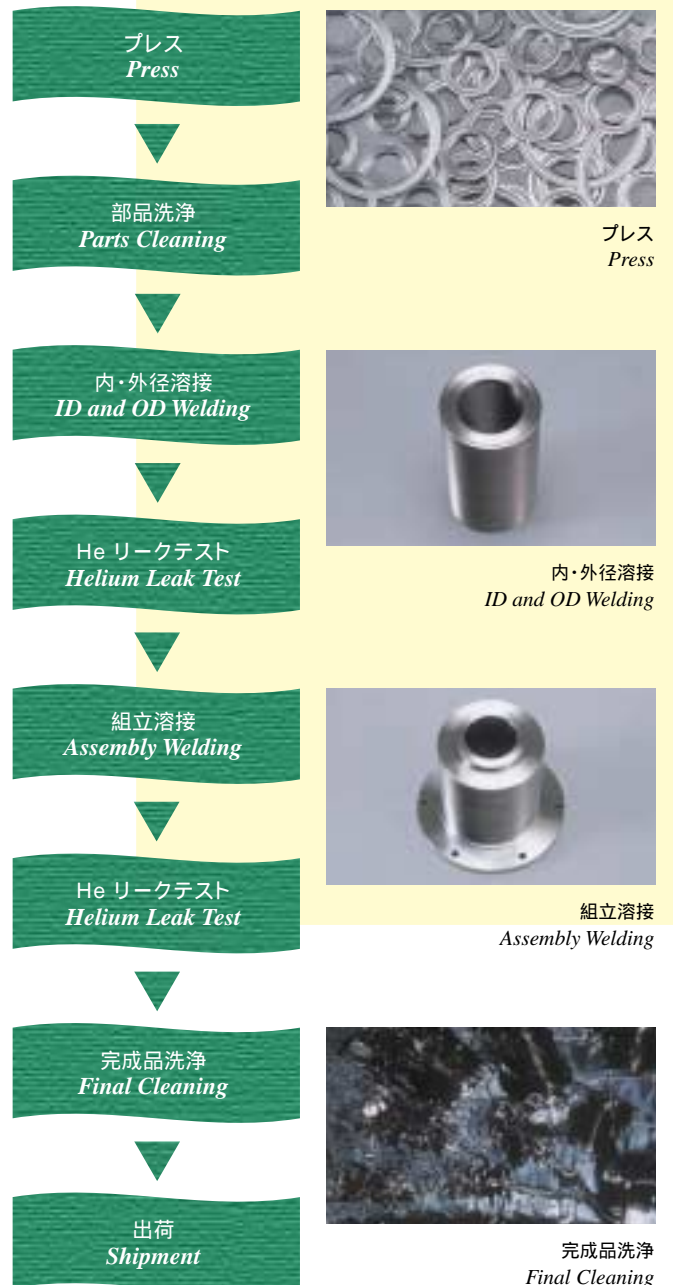 プレス
Press
部品洗浄
Parts Cleaning
内・外径溶接
ID and OD Welding
He リークテスト
Helium Leak Test
組立溶接
Assembly Welding
He リークテスト
Helium Leak Test
完成品洗浄
Final Cleaning
出荷
Shipment
プレス
Press
内・外径溶接
ID and OD Welding
組立溶接
Assembly Welding
完成品洗浄
Final Cleaning